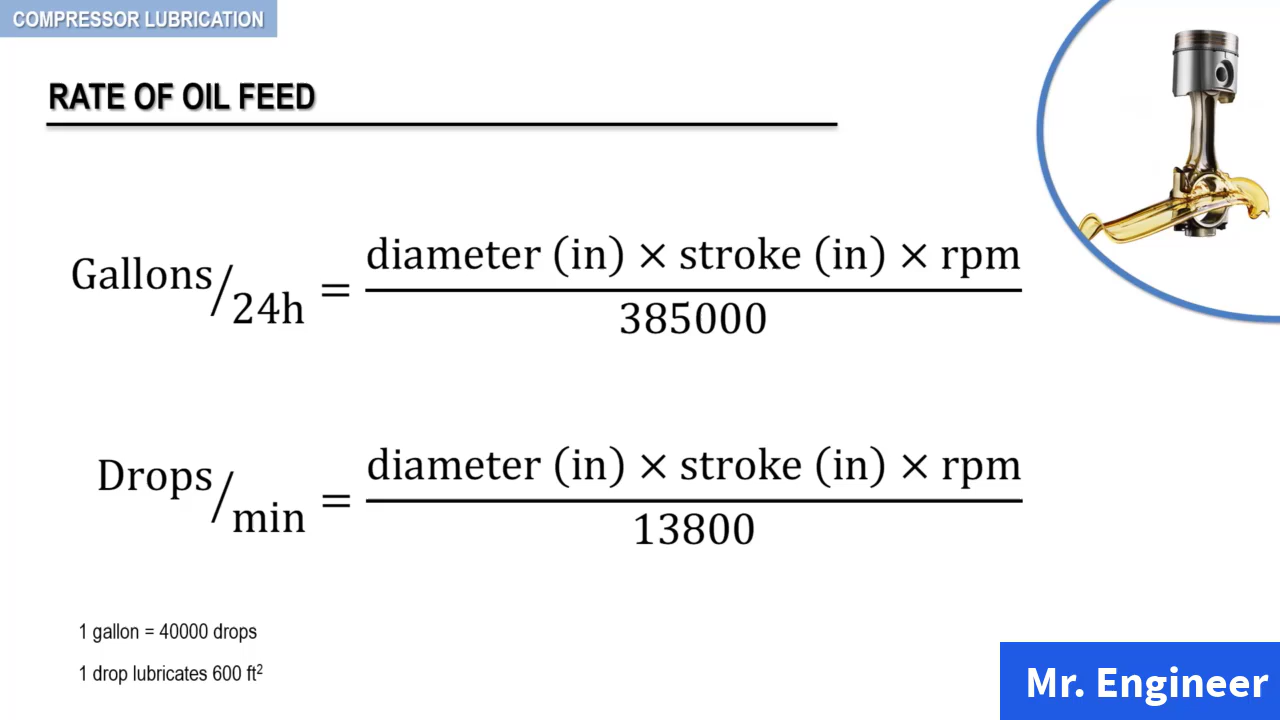 COMPRESSOR LUBRICATION
RATE OF OIL FEED
Gallons/24h = diameter (in) × stroke (in) × rpm / 385000
Drops/min = diameter (in) × stroke (in) × rpm / 13800
1 gallon = 40000 drops
1 drop lubricates 600 ft²
Mr. Engineer